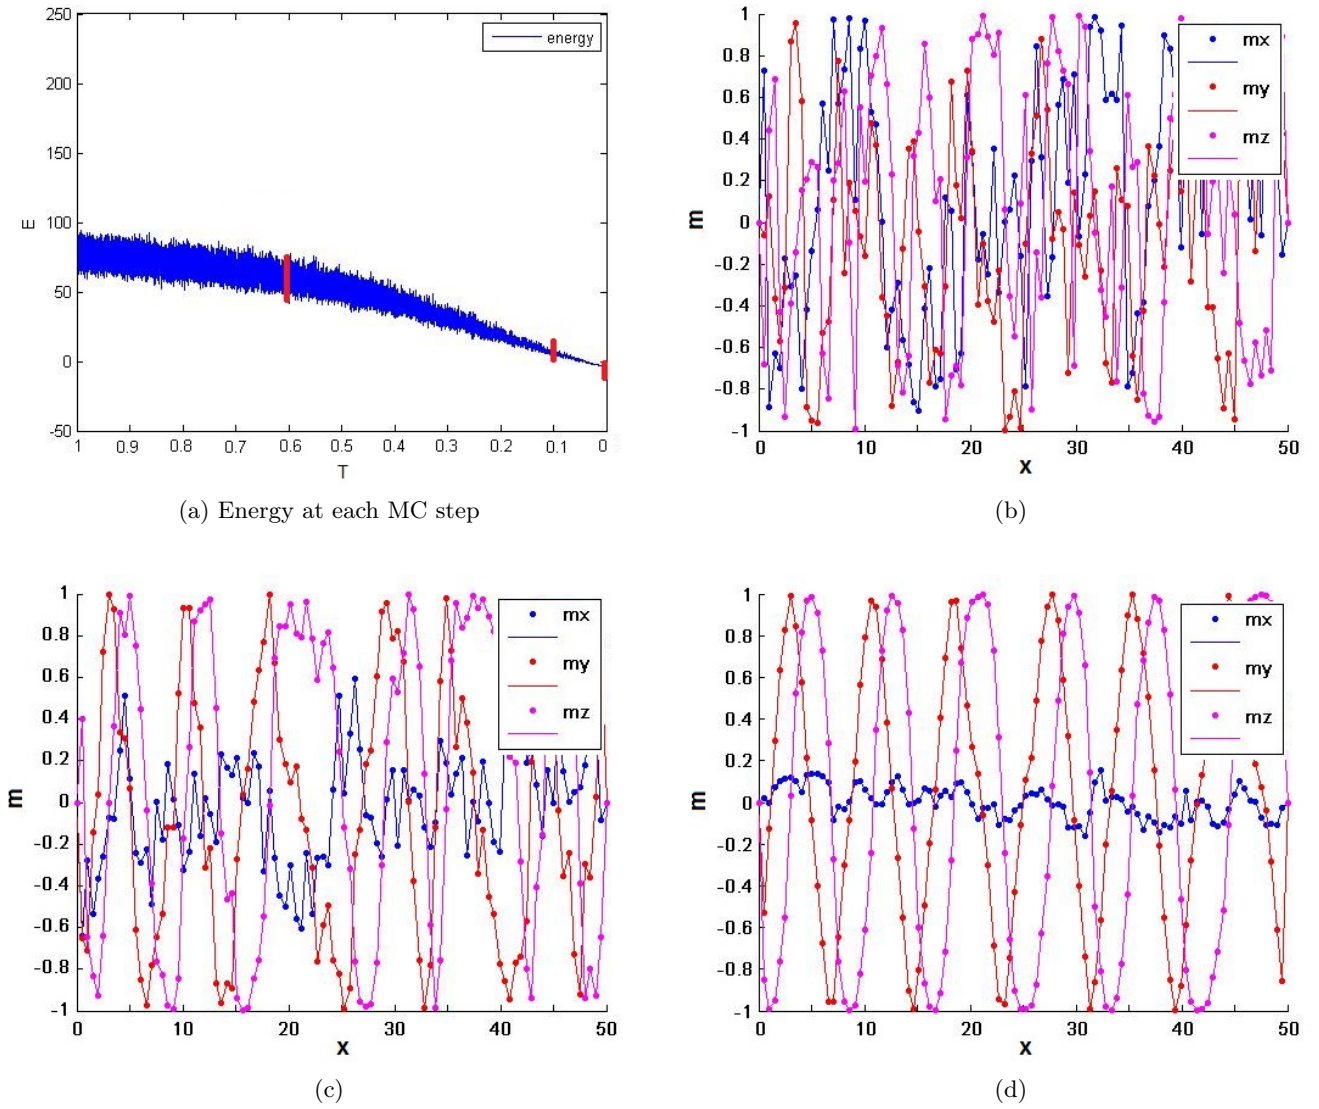 250
200
150
100
50
0
-50
E
energy
1 0.9 0.8 0.7 0.6 0.5 0.4 0.3 0.2 0.1 0
T
(a) Energy at each MC step
1
0.8
0.6
0.4
0.2
0
-0.2
-0.4
-0.6
-0.8
-1
m
mx
my
mz
0 10 20 30 40 50
x
(b)
1
0.8
0.6
0.4
0.2
0
-0.2
-0.4
-0.6
-0.8
-1
m
mx
my
mz
0 10 20 30 40 50
x
(c)
1
0.8
0.6
0.4
0.2
0
-0.2
-0.4
-0.6
-0.8
-1
m
mx
my
mz
0 10 20 30 40 50
x
(d)